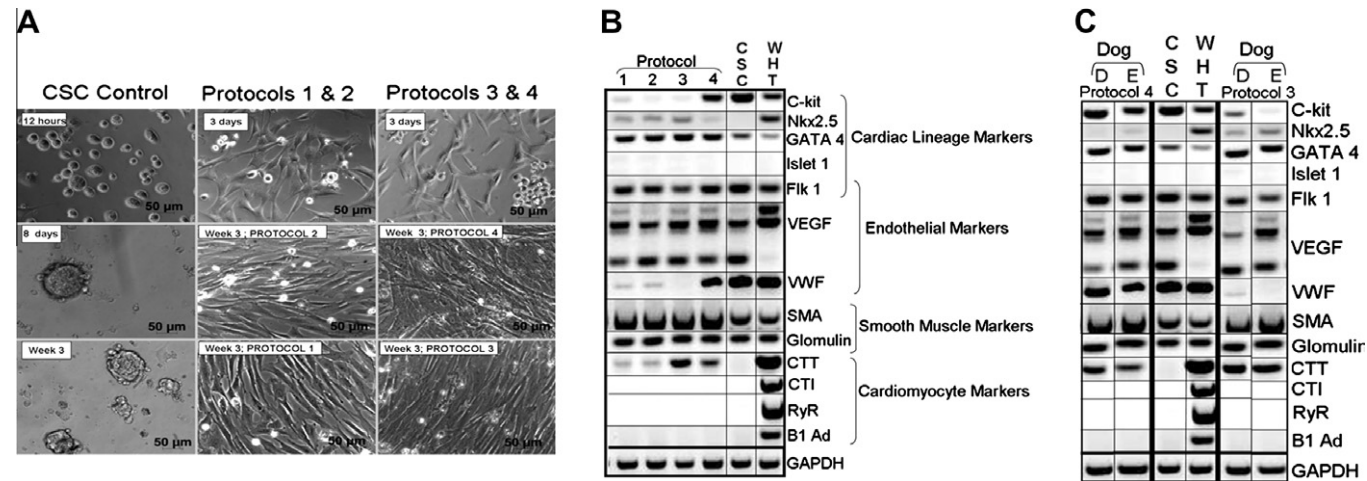 A
CSC Control
Protocols 1 & 2
Protocols 3 & 4
12 hours
50 µm
3 days
50 µm
3 days
50 µm
8 days
50 µm
Week 3 ; PROTOCOL 2
50 µm
Week 3; PROTOCOL 4
50 µm
Week 3
50 µm
Week 3; PROTOCOL 1
50 µm
Week 3; PROTOCOL 3
50 µm
B
Protocol
1 2 3 4
CSC
WHT
C-kit
Nkx2.5
GATA 4
Islet 1
Flk 1
VEGF
VWF
SMA
Glomulin
CTT
CTI
RyR
B1 Ad
GAPDH
Cardiac Lineage Markers
Endothelial Markers
Smooth Muscle Markers
Cardiomyocyte Markers
C
Dog
D E
Protocol 4
CSC
WHT
Dog
D E
Protocol 3
C-kit
Nkx2.5
GATA 4
Islet 1
Flk 1
VEGF
VWF
SMA
Glomulin
CTT
CTI
RyR
B1 Ad
GAPDH